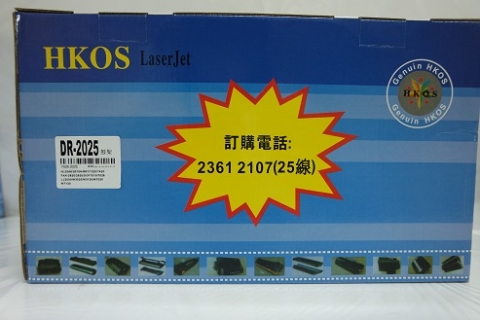 HKOS LaserJet
Genuin HKOS
HKOS
Genuin HKOS
DR-2025
訂購電話:
2361 2107(25線)